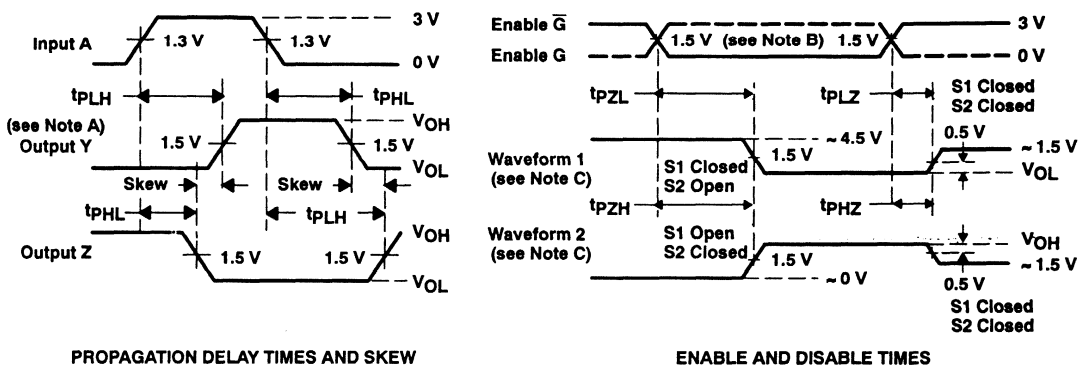 Input A
1.3 V
1.3 V
3 V
0 V
tPLH
tPHL
(see Note A)
Output Y
1.5 V
1.5 V
VOH
VOL
Skew
Skew
tPHL
tPLH
Output Z
1.5 V
1.5 V
VOH
VOL
PROPAGATION DELAY TIMES AND SKEW
Enable G̅
Enable G
1.5 V (see Note B) 1.5 V
3 V
0 V
tPZL
tPLZ
S1 Closed
S2 Closed
~ 4.5 V
0.5 V
~ 1.5 V
Waveform 1
(see Note C)
S1 Closed
S2 Open
1.5 V
VOL
tPZH
tPHZ
Waveform 2
(see Note C)
S1 Open
S2 Closed
1.5 V
VOH
~ 1.5 V
~ 0 V
0.5 V
S1 Closed
S2 Closed
ENABLE AND DISABLE TIMES